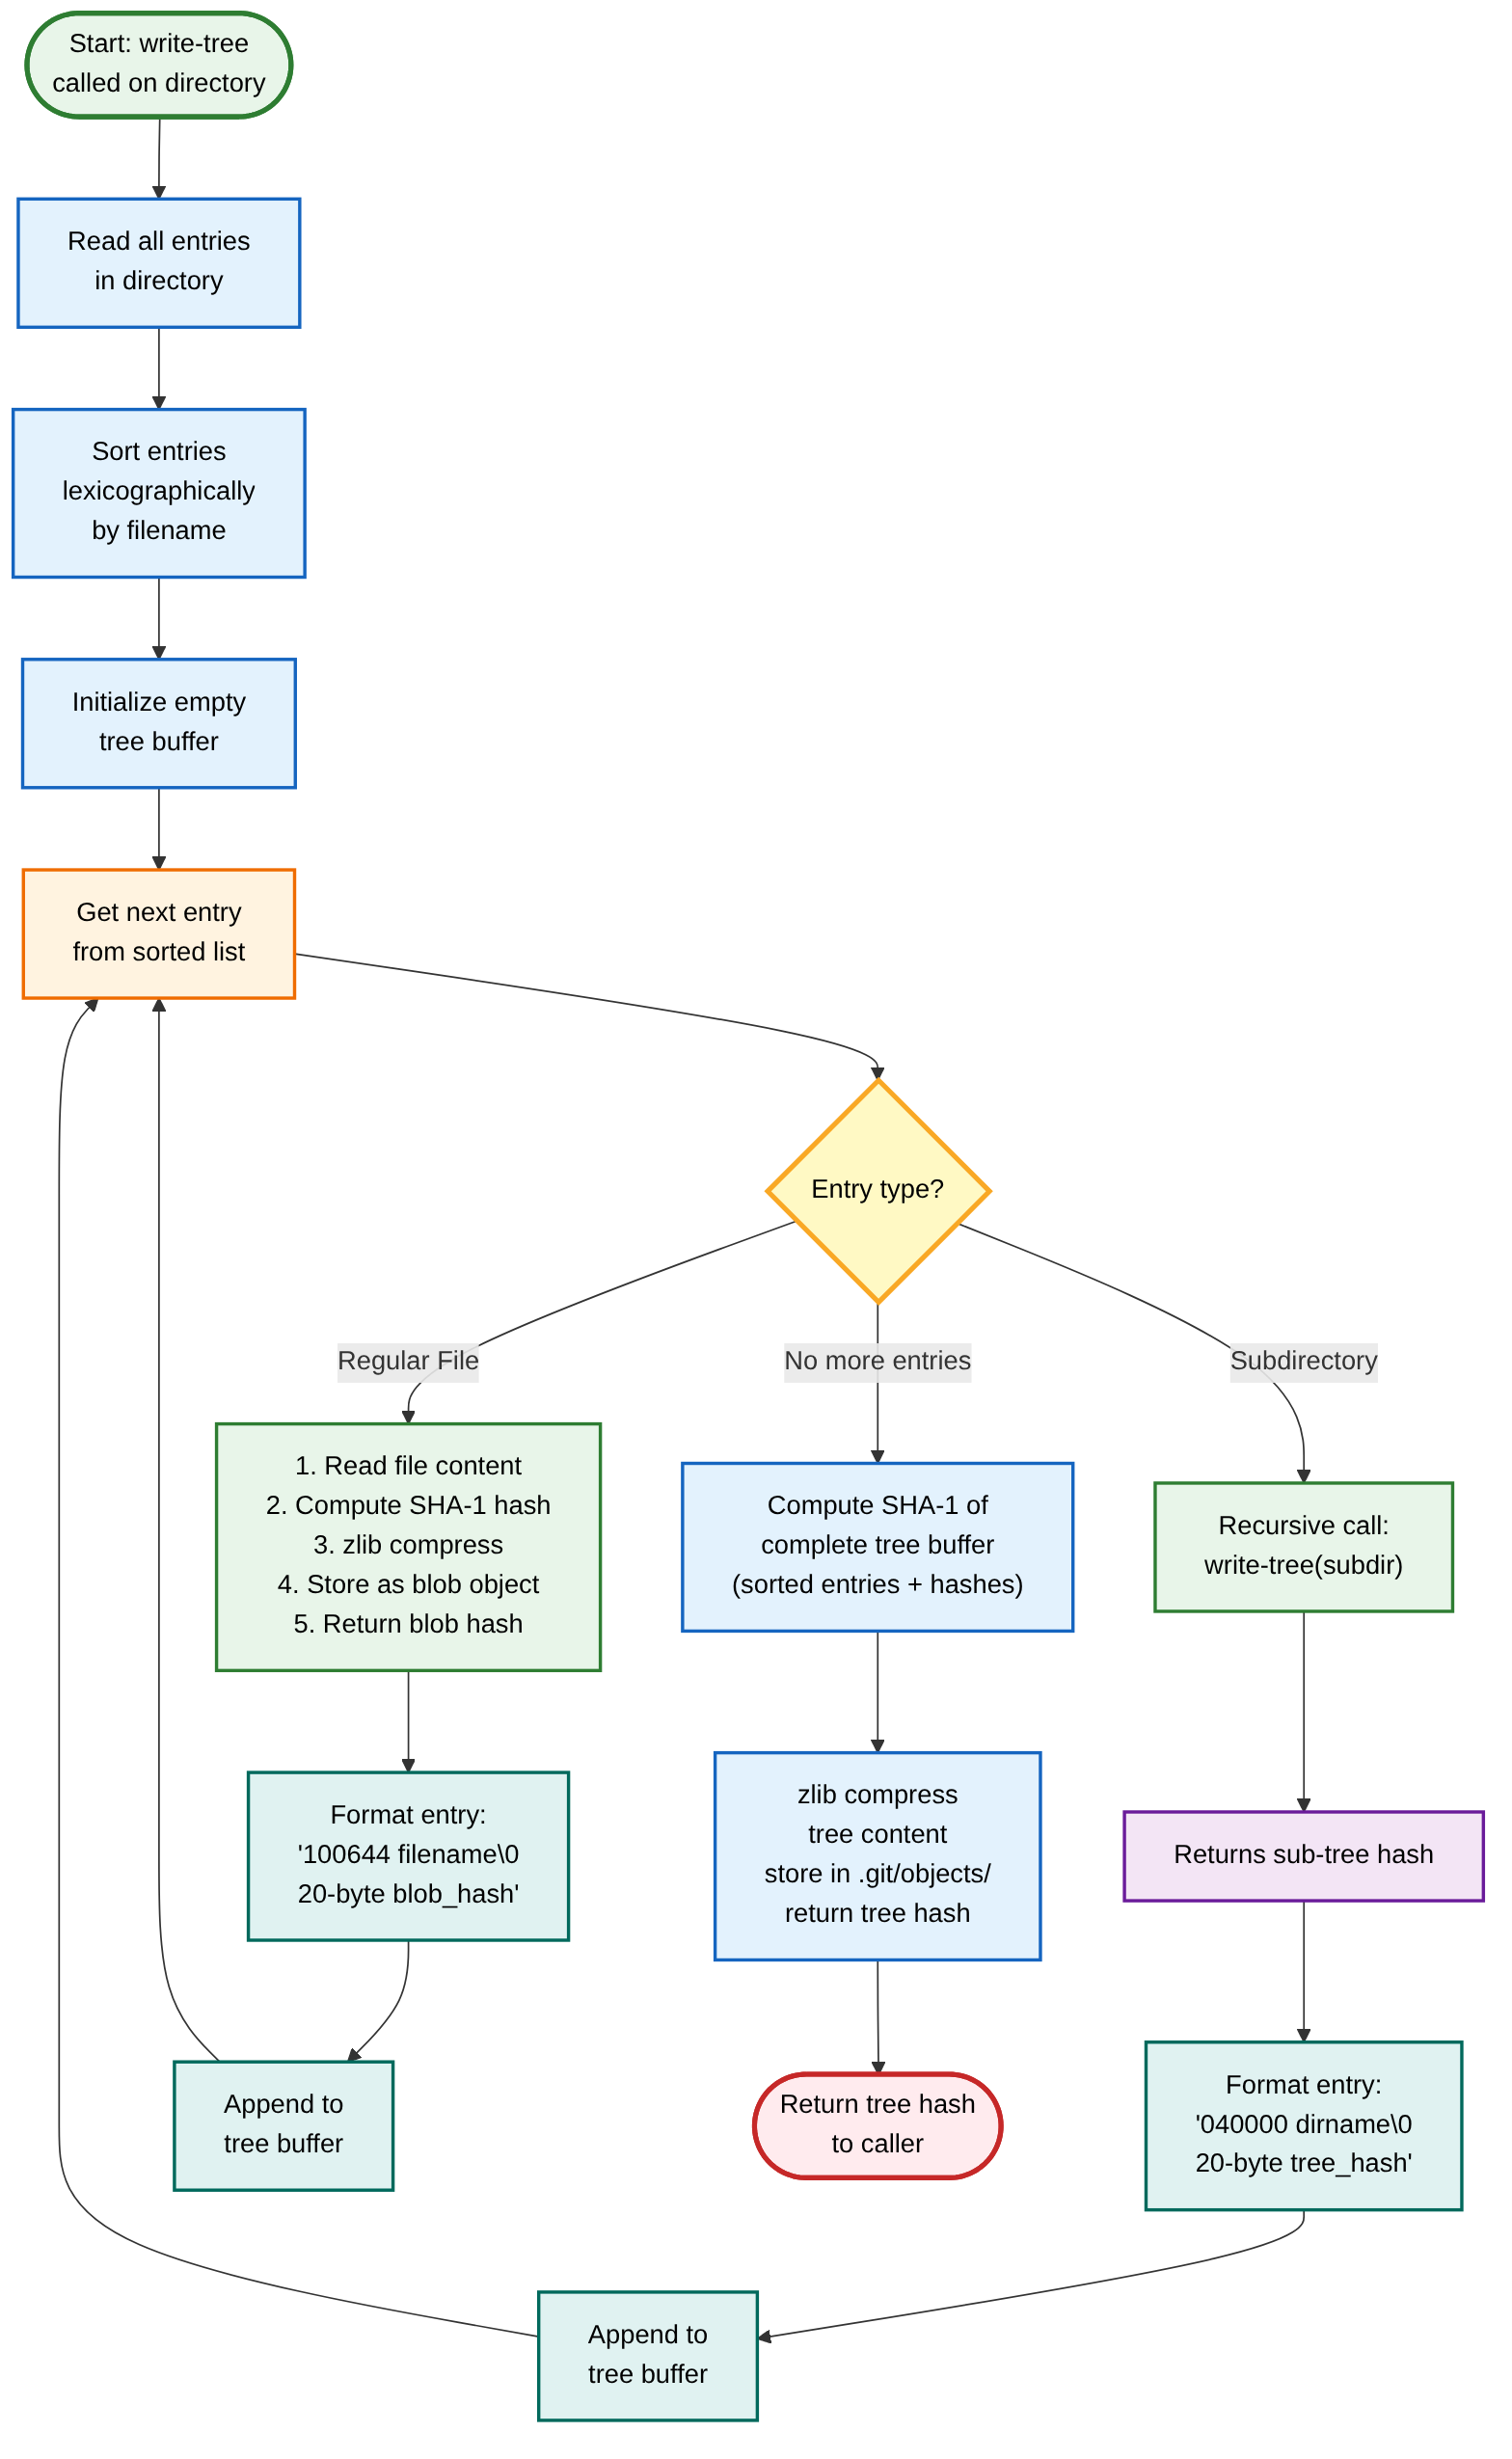 Start: write-tree
called on directory
Read all entries
in directory
Sort entries
lexicographically
by filename
Initialize empty
tree buffer
Get next entry
from sorted list
Entry type?
Regular File
No more entries
Subdirectory
1. Read file content
2. Compute SHA-1 hash
3. zlib compress
4. Store as blob object
5. Return blob hash
Compute SHA-1 of
complete tree buffer
(sorted entries + hashes)
Recursive call:
write-tree(subdir)
Format entry:
'100644 filename\0
20-byte blob_hash'
zlib compress
tree content
store in .git/objects/
return tree hash
Returns sub-tree hash
Append to
tree buffer
Return tree hash
to caller
Format entry:
'040000 dirname\0
20-byte tree_hash'
Append to
tree buffer